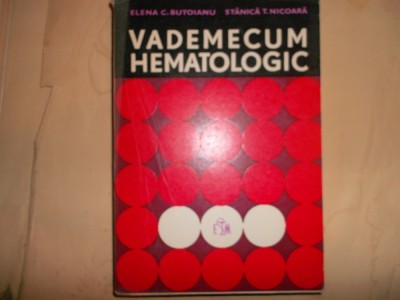 ELENA C. BUTOIANU STĂNICĂ T. NICOARĂ
VADEMECUM
HEMATOLOGIC